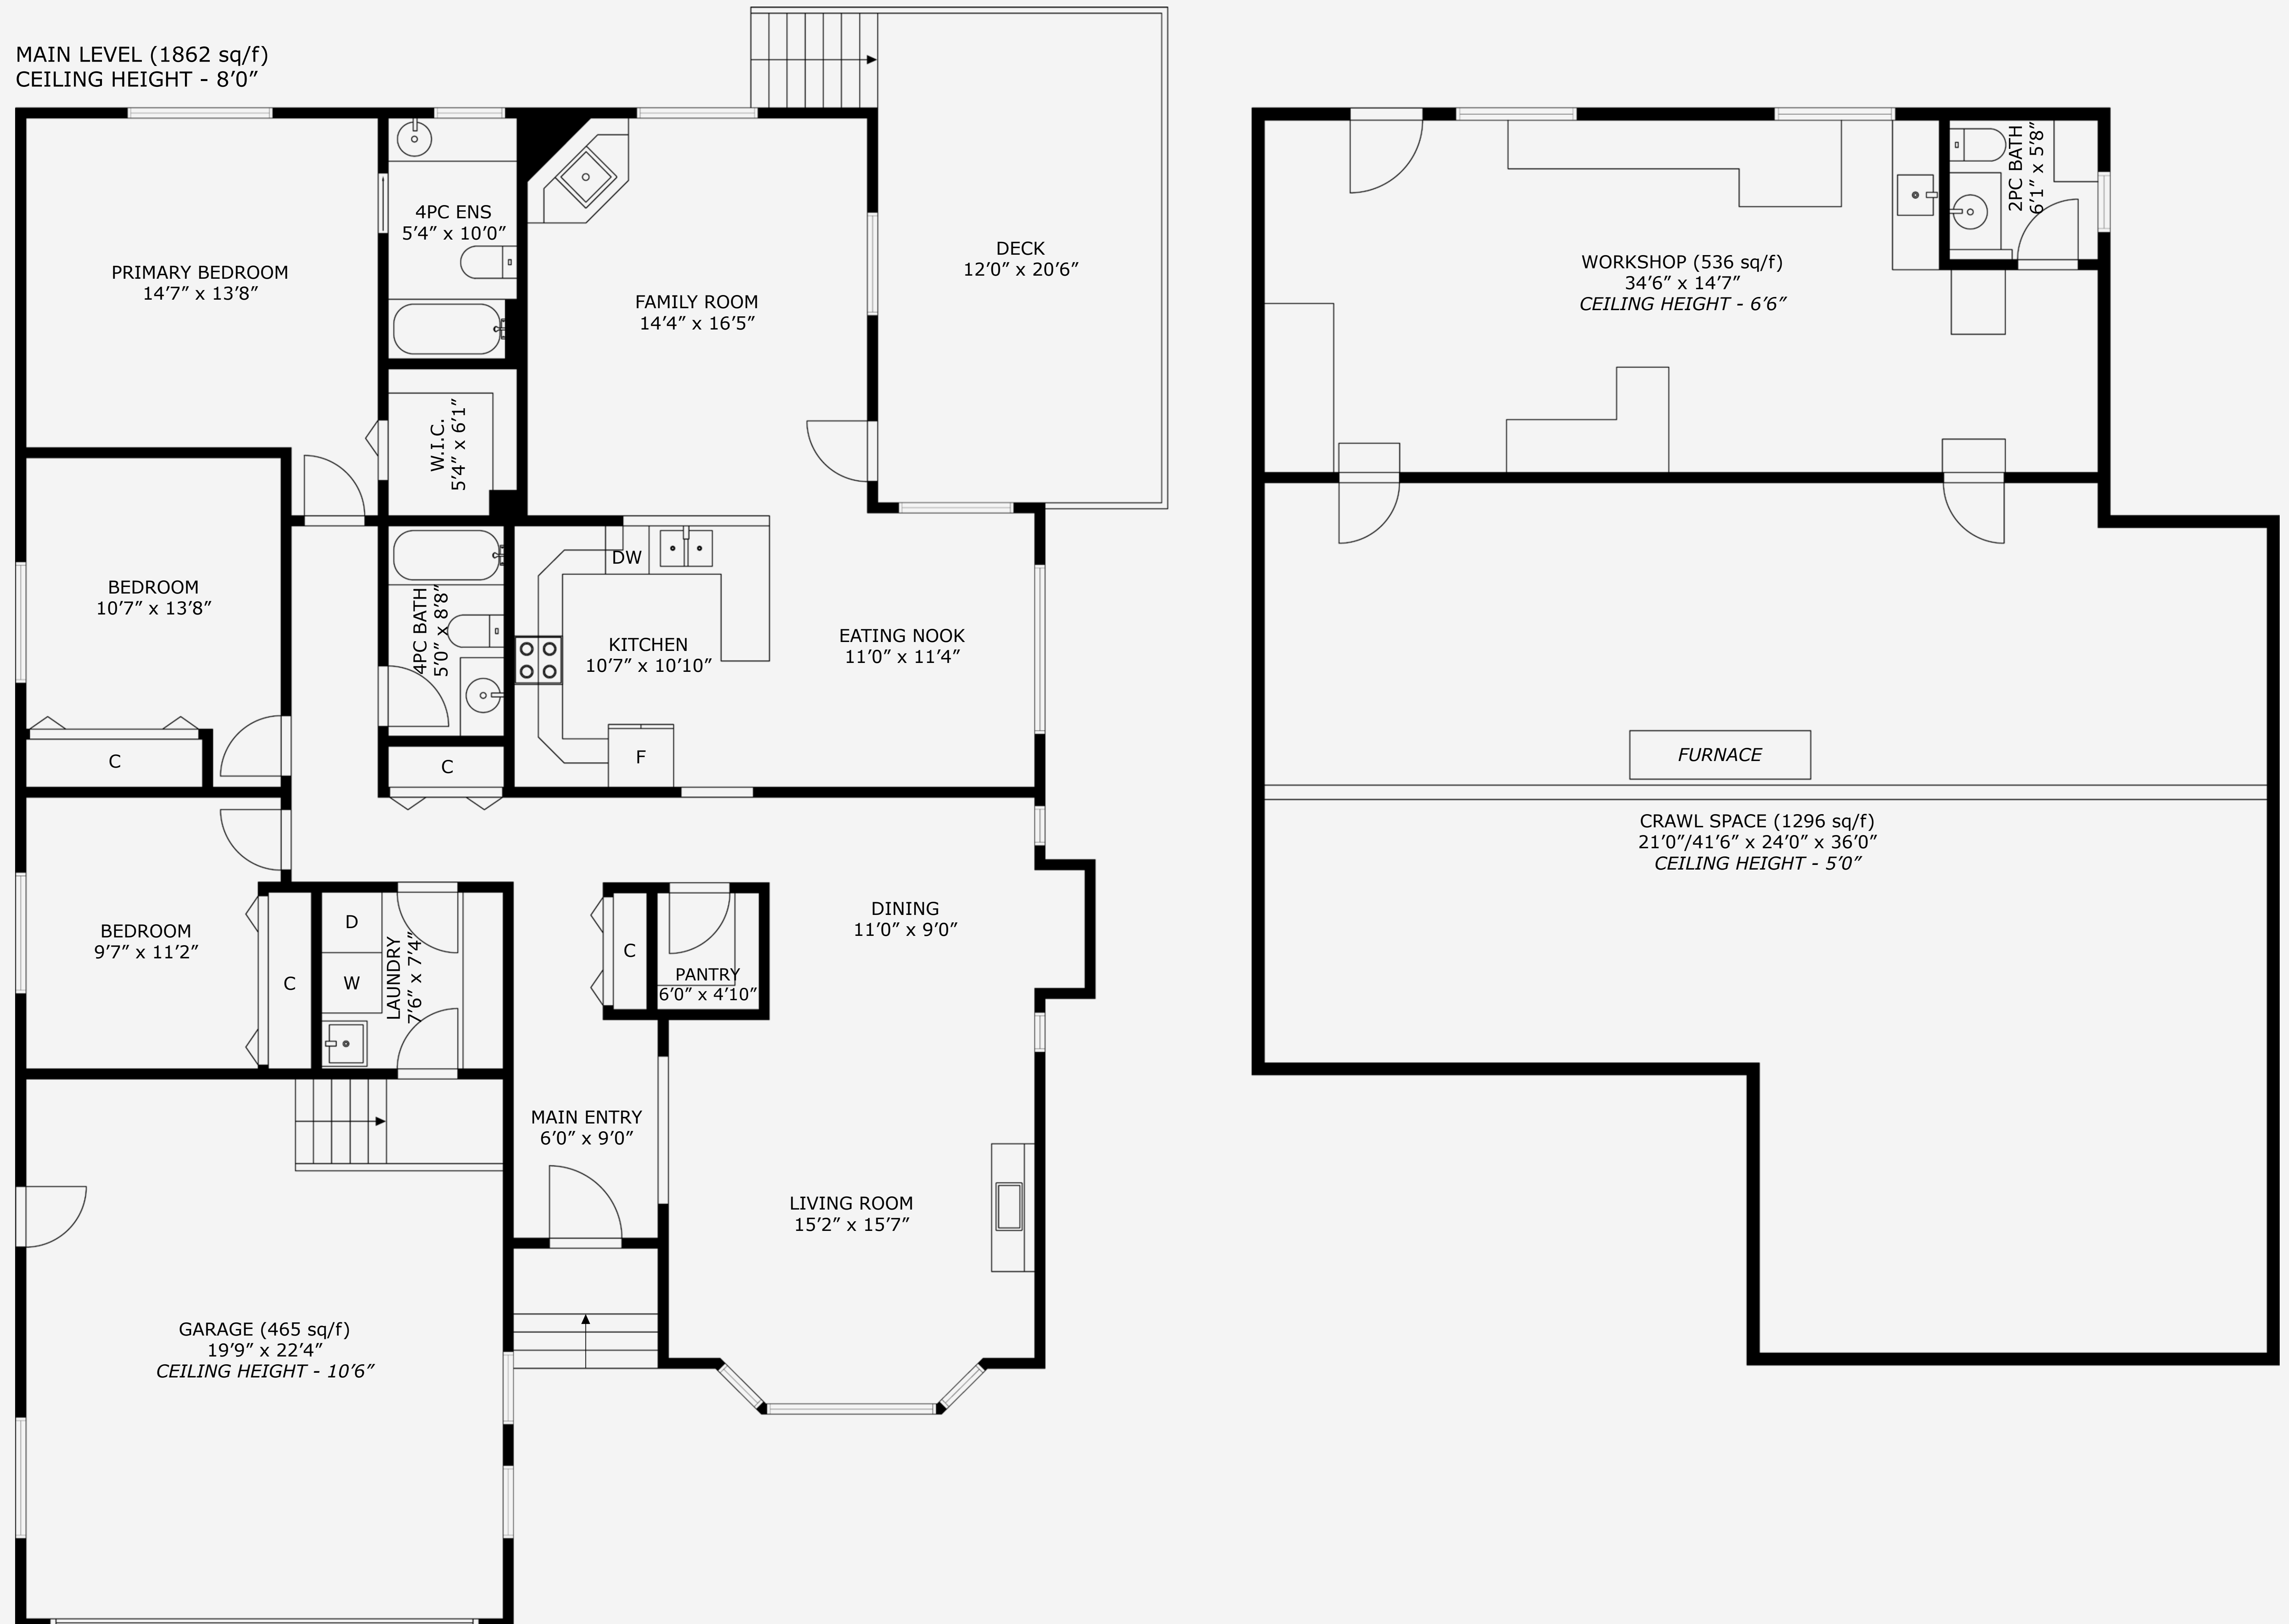 MAIN LEVEL (1862 sq/f)
CEILING HEIGHT - 8’0”
PRIMARY BEDROOM
14’7” x 13’8”
4PC ENS
5’4” x 10’0”
FAMILY ROOM
14’4” x 16’5”
DECK
12’0” x 20’6”
W.I.C.
5’4” x 6’1”
BEDROOM
10’7” x 13’8”
C
4PC BATH
5’0” x 8’8”
C
DW
KITCHEN
10’7” x 10’10”
F
EATING NOOK
11’0” x 11’4”
BEDROOM
9’7” x 11’2”
C
D
W
LAUNDRY
7’6” x 7’4”
C
PANTRY
6’0” x 4’10”
DINING
11’0” x 9’0”
MAIN ENTRY
6’0” x 9’0”
LIVING ROOM
15’2” x 15’7”
GARAGE (465 sq/f)
19’9” x 22’4”
CEILING HEIGHT - 10’6”
WORKSHOP (536 sq/f)
34’6” x 14’7”
CEILING HEIGHT - 6’6”
2PC BATH
6’1” x 5’8”
FURNACE
CRAWL SPACE (1296 sq/f)
21’0”/41’6” x 24’0” x 36’0”
CEILING HEIGHT - 5’0”